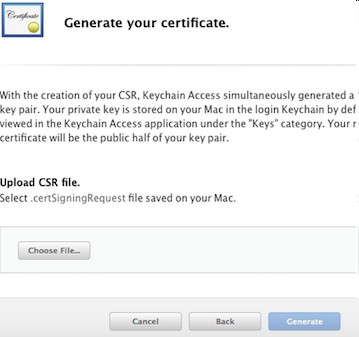 Certificate
Generate your certificate.
With the creation of your CSR, Keychain Access simultaneously generated a
key pair. Your private key is stored on your Mac in the login Keychain by def
viewed in the Keychain Access application under the "Keys" category. Your r
certificate will be the public half of your key pair.
Upload CSR file.
Select .certSigningRequest file saved on your Mac.
Choose File...
Cancel
Back
Generate